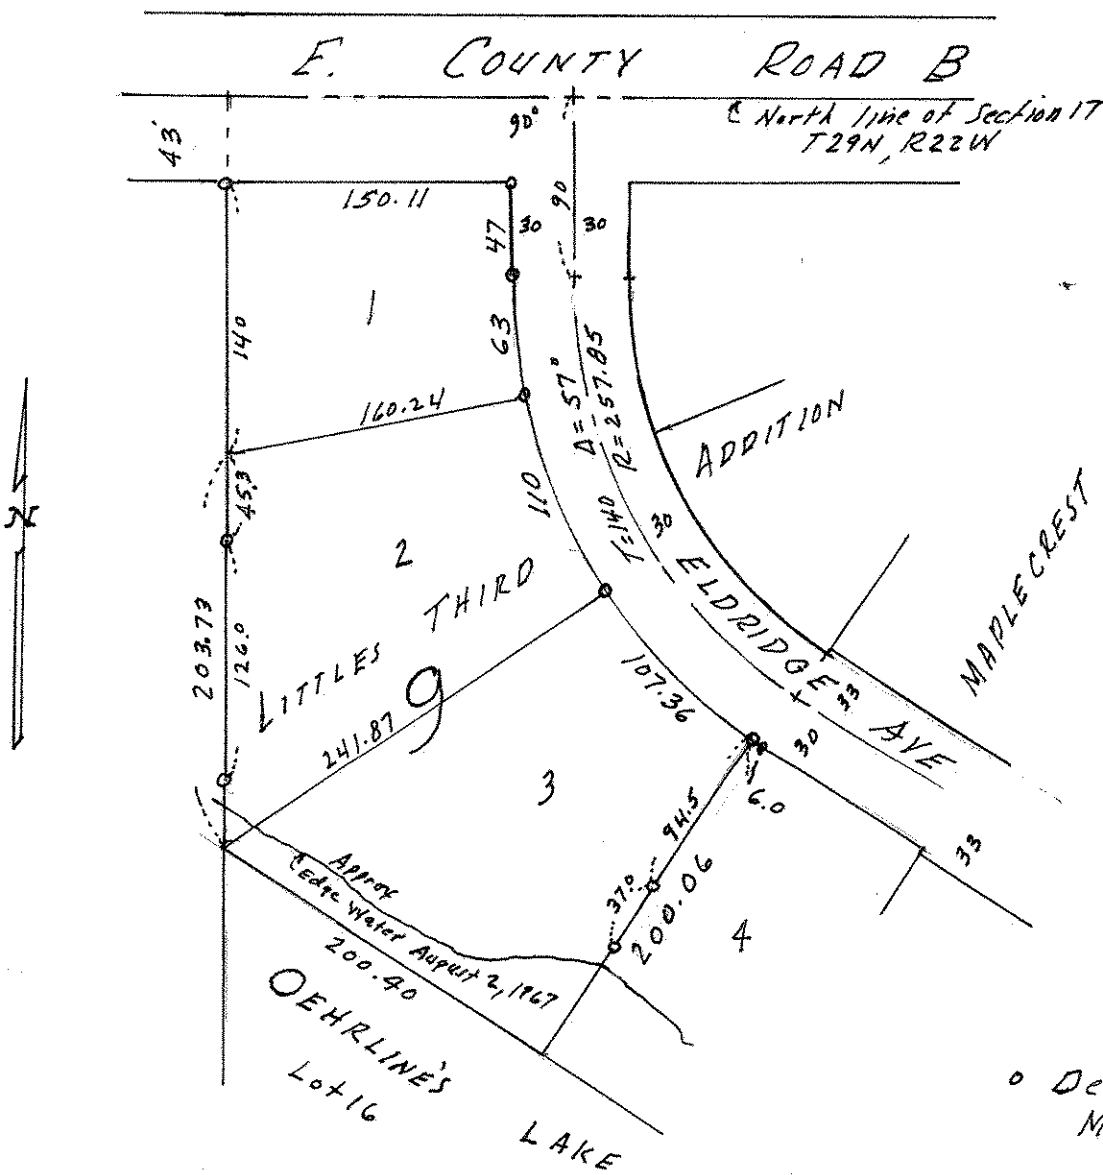 E. COUNTY ROAD B
℄ North line of Section 17
T29N, R22W
43'
90°
150.11
47
30
90
30
1
63
140
160.24
Δ=57°
R=257.85
T=140
ADDITION
45.3
110
2
30
N
LITTLES THIRD
9
ELDRIDGE AVE
MAPLECREST
203.73
126.0
241.87
107.36
33
30
3
6.0
94.5
33
37.0
200.06
4
Approx
℄ Edge Water August 2, 1967
200.40
OEHRLINE'S
Lot 16
LAKE
o De